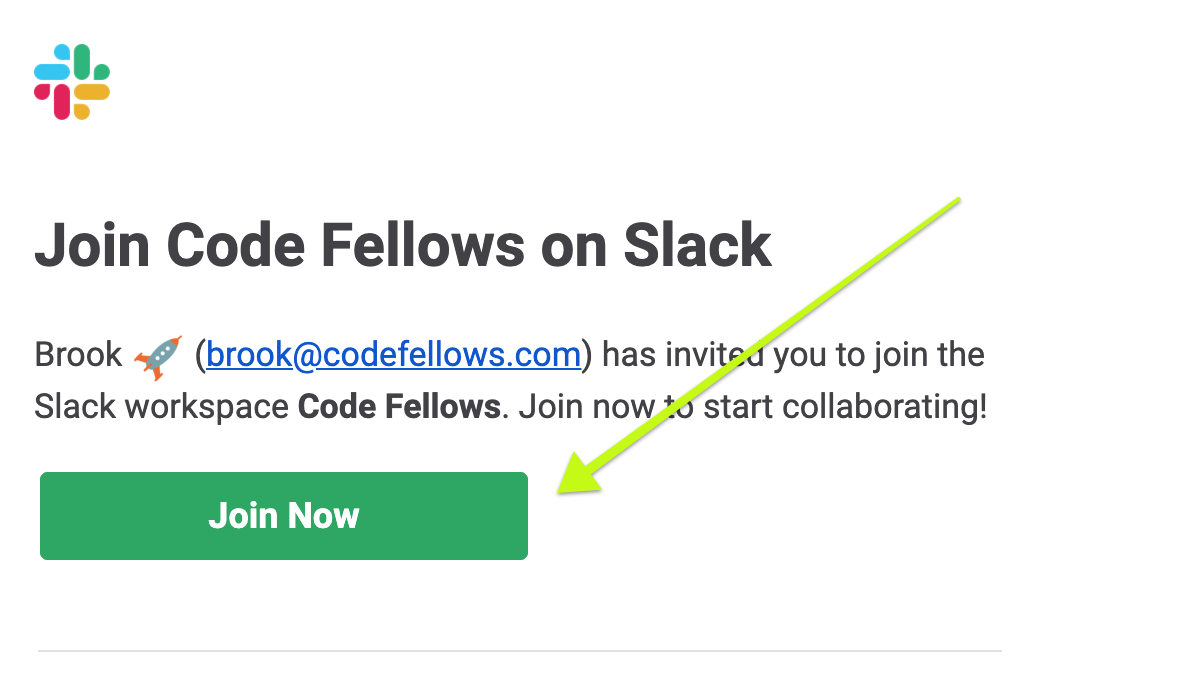 Join Code Fellows on Slack
Brook 🚀 (brook@codefellows.com) has invited you to join the
Slack workspace Code Fellows. Join now to start collaborating!
Join Now